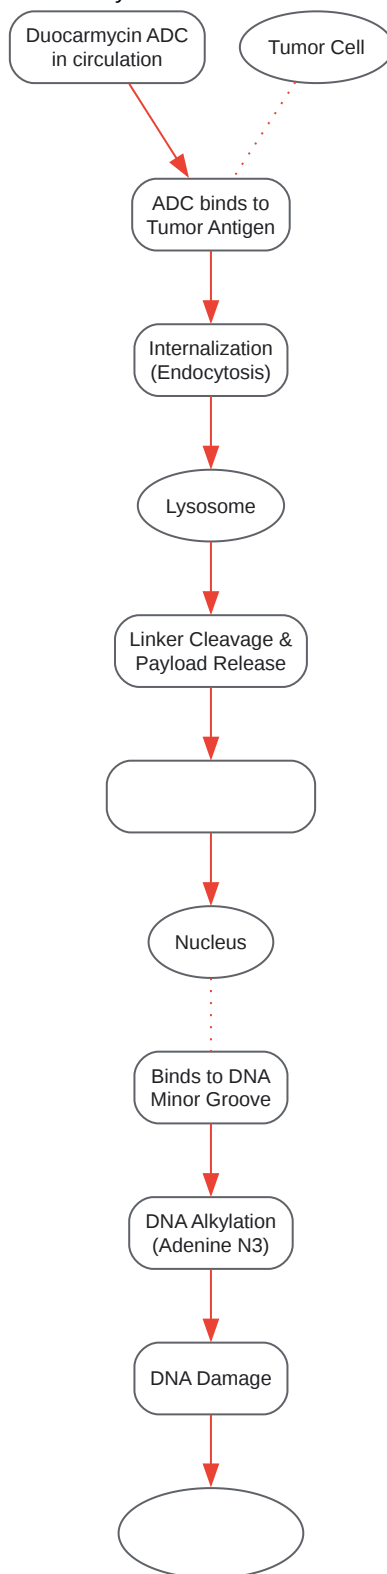 Duocarmycin ADC
in circulation
Tumor Cell
ADC binds to
Tumor Antigen
Internalization
(Endocytosis)
Lysosome
Linker Cleavage &
Payload Release
Nucleus
Binds to DNA
Minor Groove
DNA Alkylation
(Adenine N3)
DNA Damage